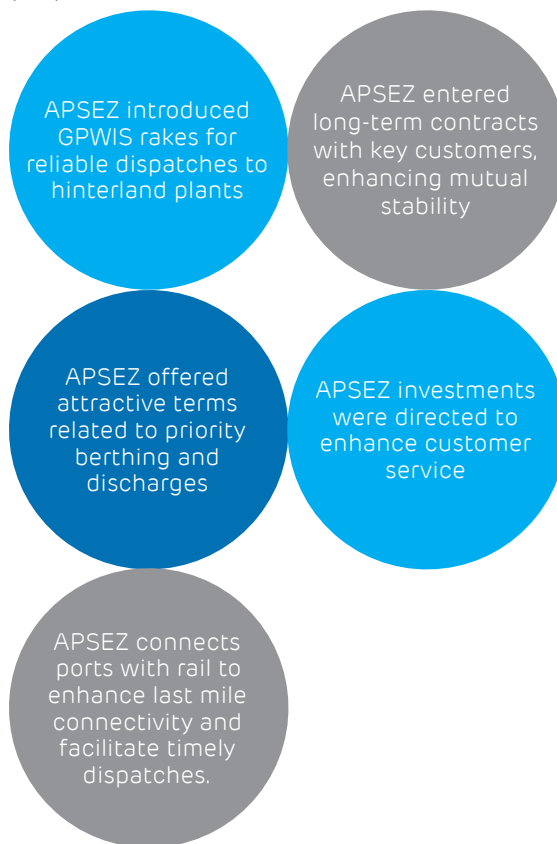 APSEZ introduced
GPWIS rakes for
reliable dispatches to
hinterland plants
APSEZ entered
long-term contracts
with key customers,
enhancing mutual
stability
APSEZ offered
attractive terms
related to priority
berthing and
discharges
APSEZ investments
were directed to
enhance customer
service
APSEZ connects
ports with rail to
enhance last mile
connectivity and
facilitate timely
dispatches.